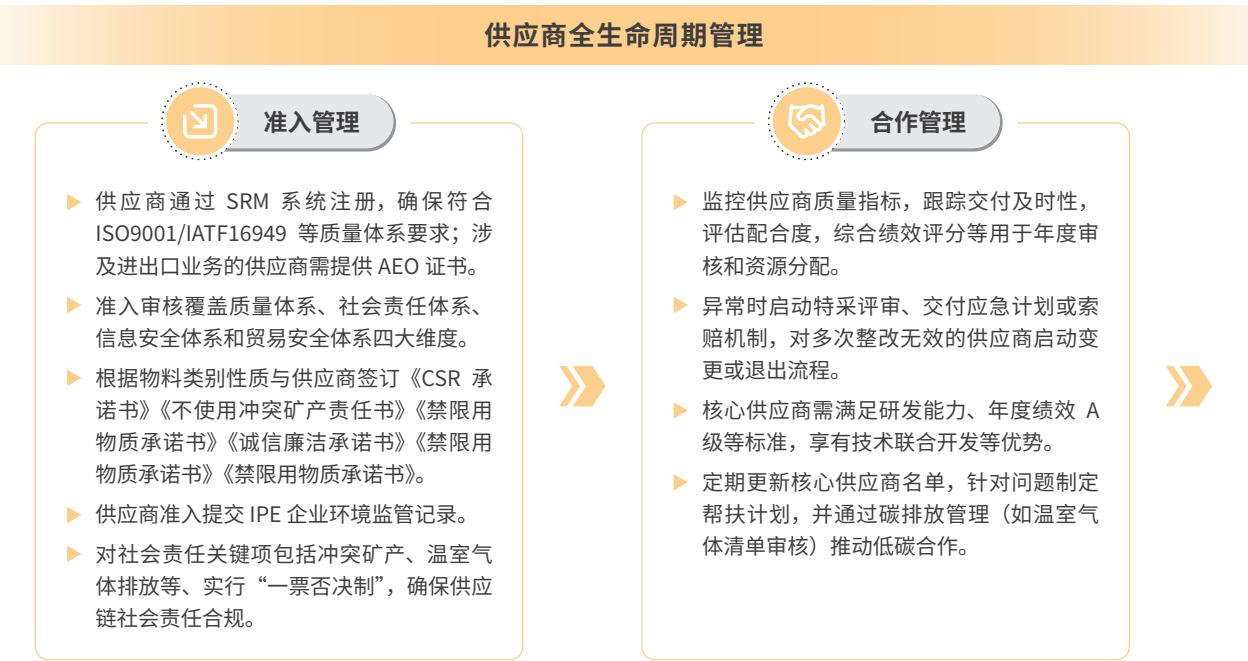 供应商全生命周期管理
准入管理
供应商通过 SRM 系统注册，确保符合
ISO9001/IATF16949 等质量体系要求；涉
及进出口业务的供应商需提供 AEO 证书。
准入审核覆盖质量体系、社会责任体系、
信息安全体系和贸易安全体系四大维度。
根据物料类别性质与供应商签订《CSR 承
诺书》《不使用冲突矿产责任书》《禁限用
物质承诺书》《诚信廉洁承诺书》《禁限用
物质承诺书》《禁限用物质承诺书》。
供应商准入提交 IPE 企业环境监管记录。
对社会责任关键项包括冲突矿产、温室气
体排放等、实行“一票否决制”，确保供应
链社会责任合规。
合作管理
监控供应商质量指标，跟踪交付及时性，
评估配合度，综合绩效评分等用于年度审
核和资源分配。
异常时启动特采评审、交付应急计划或索
赔机制，对多次整改无效的供应商启动变
更或退出流程。
核心供应商需满足研发能力、年度绩效 A
级等标准，享有技术联合开发等优势。
定期更新核心供应商名单，针对问题制定
帮扶计划，并通过碳排放管理（如温室气
体清单审核）推动低碳合作。